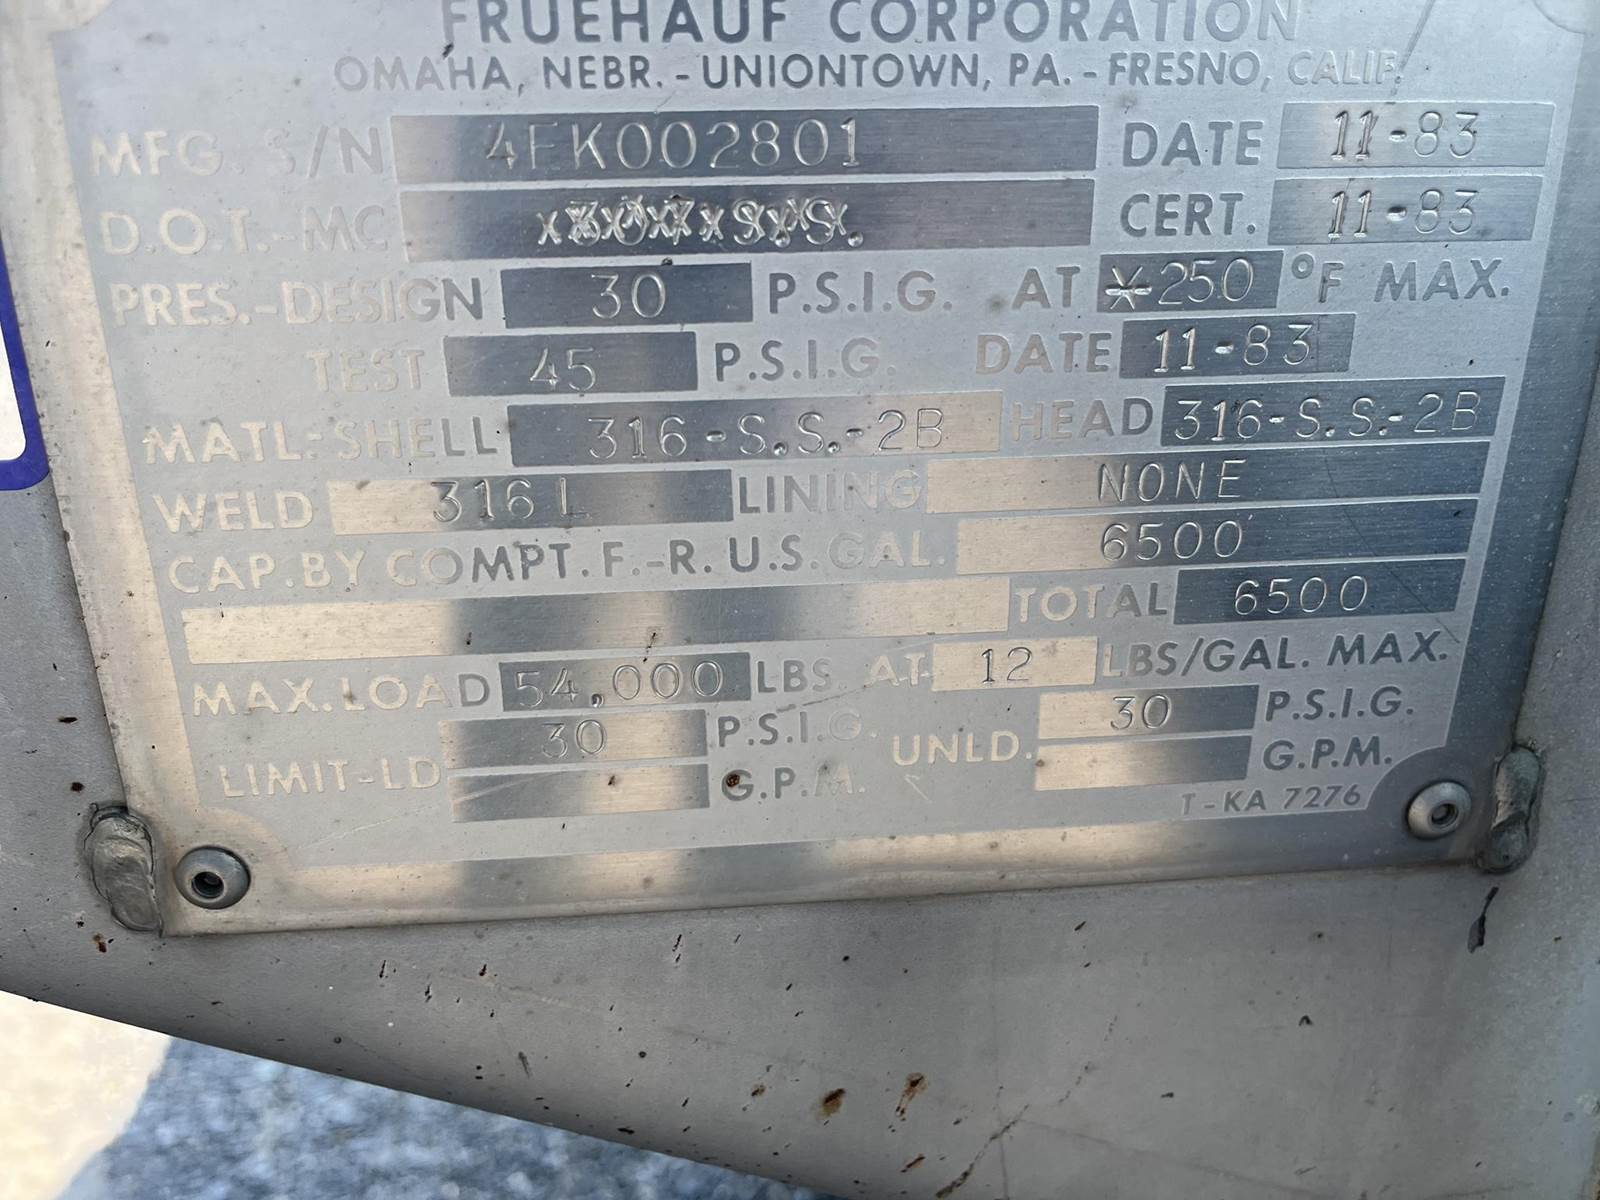 FRUEHAUF CORPORATION
OMAHA, NEBR. - UNIONTOWN, PA. - FRESNO, CALIF.
MFG. S/N 4FK002801 DATE 11-83
D.O.T.-MC CERT. 11-83
PRES.-DESIGN 30 P.S.I.G. AT *250 °F MAX.
TEST 45 P.S.I.G. DATE 11-83
MATL:SHELL 316-S.S.-2B HEAD 316-S.S.-2B
WELD 316L LINING NONE
CAP.BY COMPT. F.-R. U.S. GAL. 6500
TOTAL 6500
MAX. LOAD 54,000 LBS AT 12 LBS/GAL. MAX.
LIMIT-LD 30 P.S.I.G. UNLD. 30 P.S.I.G.
G.P.M. G.P.M.
T-KA 7276